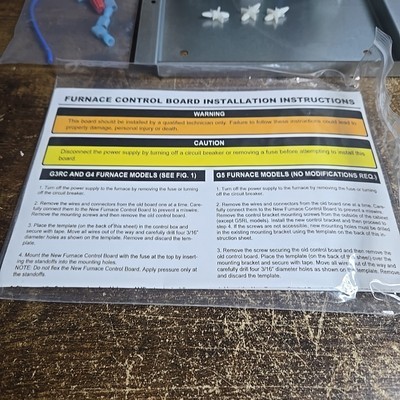 FURNACE CONTROL BOARD INSTALLATION INSTRUCTIONS
WARNING
This board should be installed by a qualified technician only. Failure to follow these instructions could lead to
property damage, personal injury or death.
CAUTION
Disconnect the power supply by turning off a circuit breaker or removing a fuse before attempting to install this
board.
G3RC AND G4 FURNACE MODELS (SEE FIG. 1)
1. Turn off the power supply to the furnace by removing the fuse or turning
off the circuit breaker.
2. Remove the wires and connectors from the old board one at a time. Care-
fully connect them to the New Furnace Control Board to prevent a miswire.
Remove the mounting screws and then remove the old control board.
3. Place the template (on the back of this sheet) in the control box and
secure with tape. Move all wires out of the way and carefully drill four 3/16"
diameter holes as shown on the template. Remove and discard the tem-
plate.
4. Mount the New Furnace Control Board with the fuse at the top by insert-
ing the standoffs into the mounting holes.
NOTE: Do not flex the New Furnace Control Board. Apply pressure only at
the standoffs.
G5 FURNACE MODELS (NO MODIFICATIONS REQ.)
1. Turn off the power supply to the furnace by removing the fuse or turning
off the circuit breaker.
2. Remove the wires and connectors from the old board one at a time. Care-
fully connect them to the New Furnace Control Board to prevent a miswire.
Remove the control bracket mounting screws from the outside of the cabinet
(except models). Install the new control bracket and then proceed to
step 4. If the screws are not accessible, new mounting holes must be drilled
in the existing mounting bracket using the template on the back of the in-
struction sheet.
3. Remove the screws securing the old control board and then remove the
old control board. Place the template (on the back of this sheet) over the
mounting bracket and secure with tape. Move all wires out of the way and
carefully drill four 3/16" diameter holes as shown on the template. Remove
and discard the template.